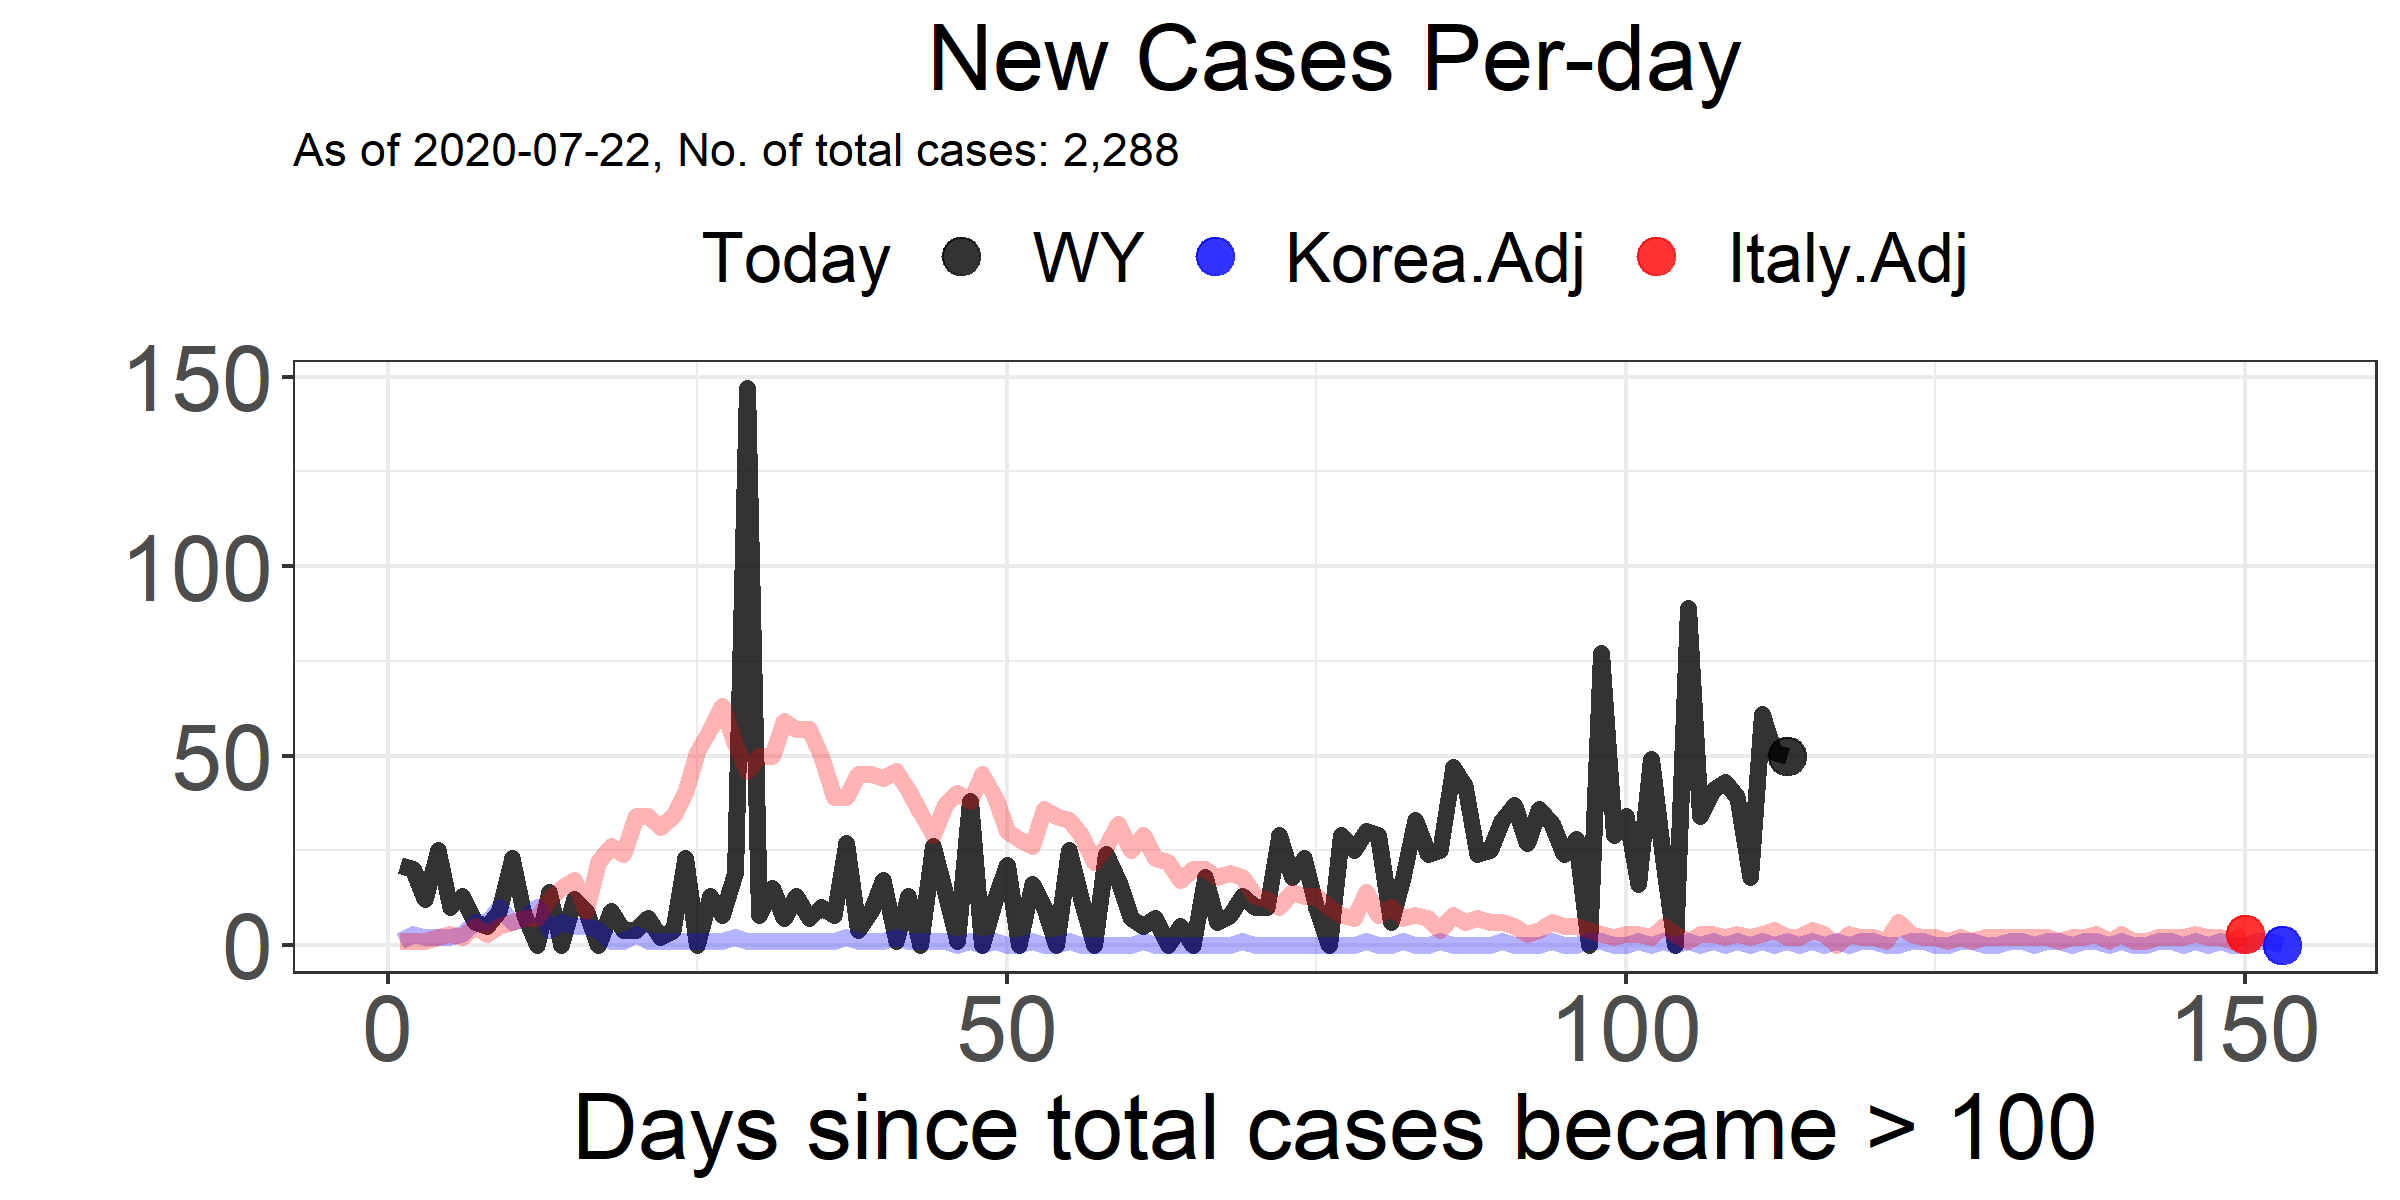 New Cases Per-day
As of 2020-07-22, No. of total cases: 2,288
Today WY Korea.Adj Italy.Adj
150
100
50
0
0 50 100 150
Days since total cases became > 100